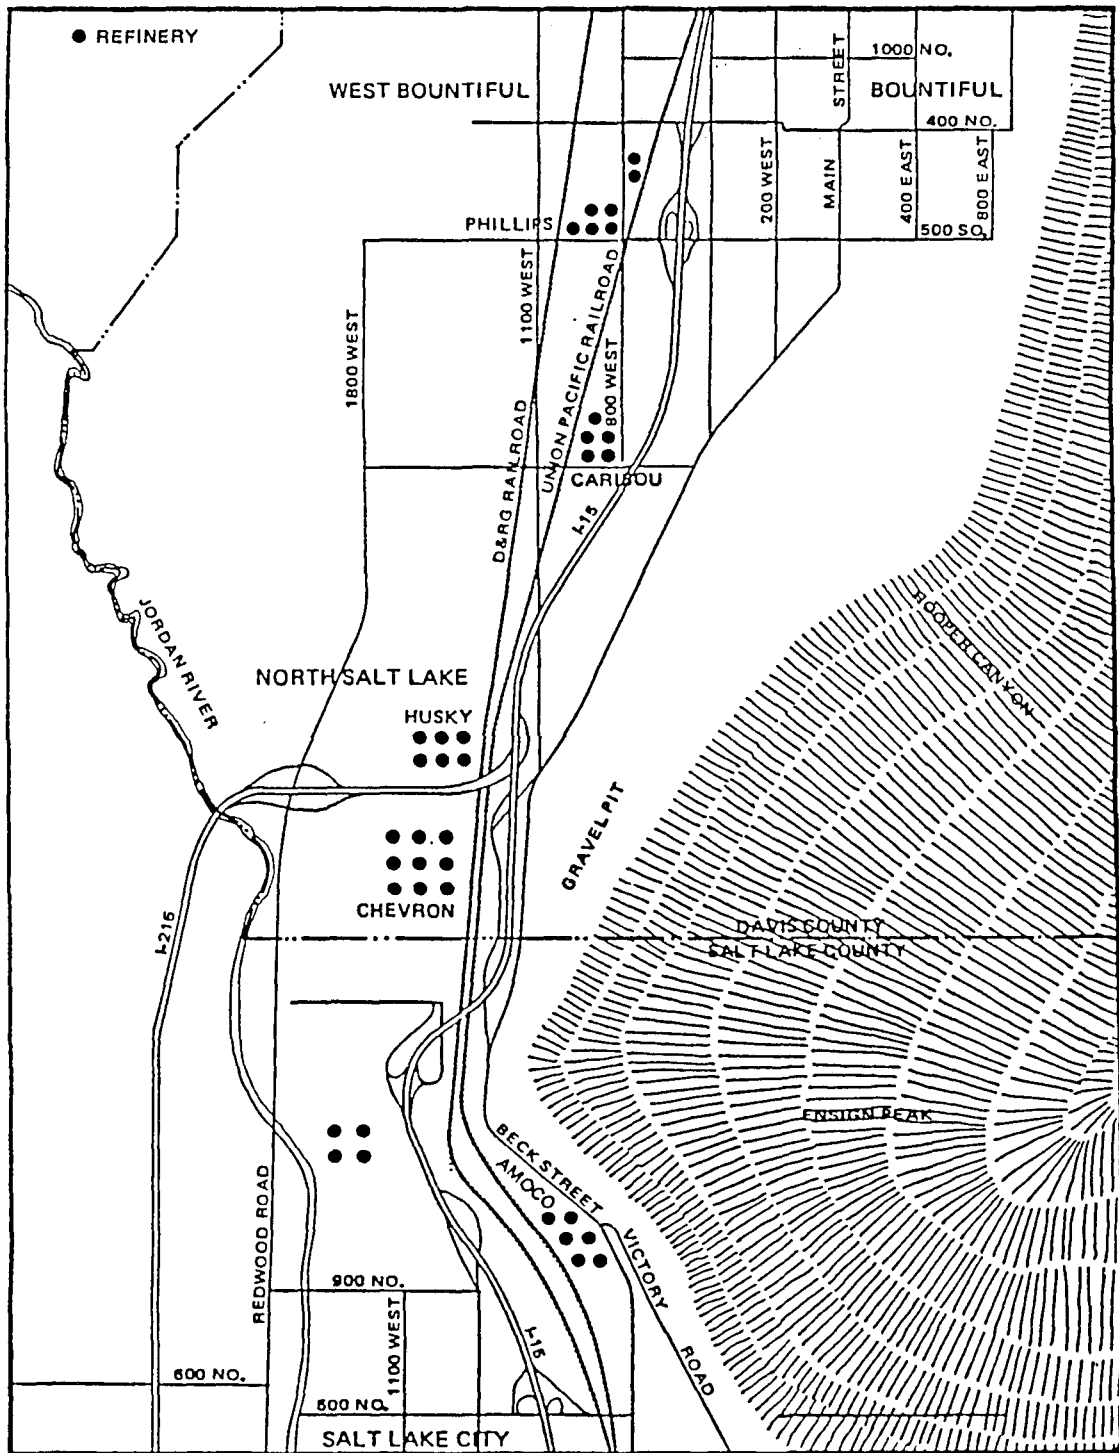 ● REFINERY
1000 NO.
WEST BOUNTIFUL
STREET
BOUNTIFUL
400 NO.
200 WEST
MAIN
400 EAST
800 EAST
PHILLIPS
500 SO.
1100 WEST
UNION PACIFIC RAILROAD
1800 WEST
800 WEST
D&RG RAILROAD
CARIBOU
I-15
HOOPER CANYON
JORDAN RIVER
NORTH SALT LAKE
HUSKY
GRAVEL PIT
CHEVRON
I-215
DAVIS COUNTY
SALT LAKE COUNTY
ENSIGN PEAK
BECK STREET
AMOCO
REDWOOD ROAD
VICTORY ROAD
900 NO.
1100 WEST
I-15
600 NO.
500 NO.
SALT LAKE CITY